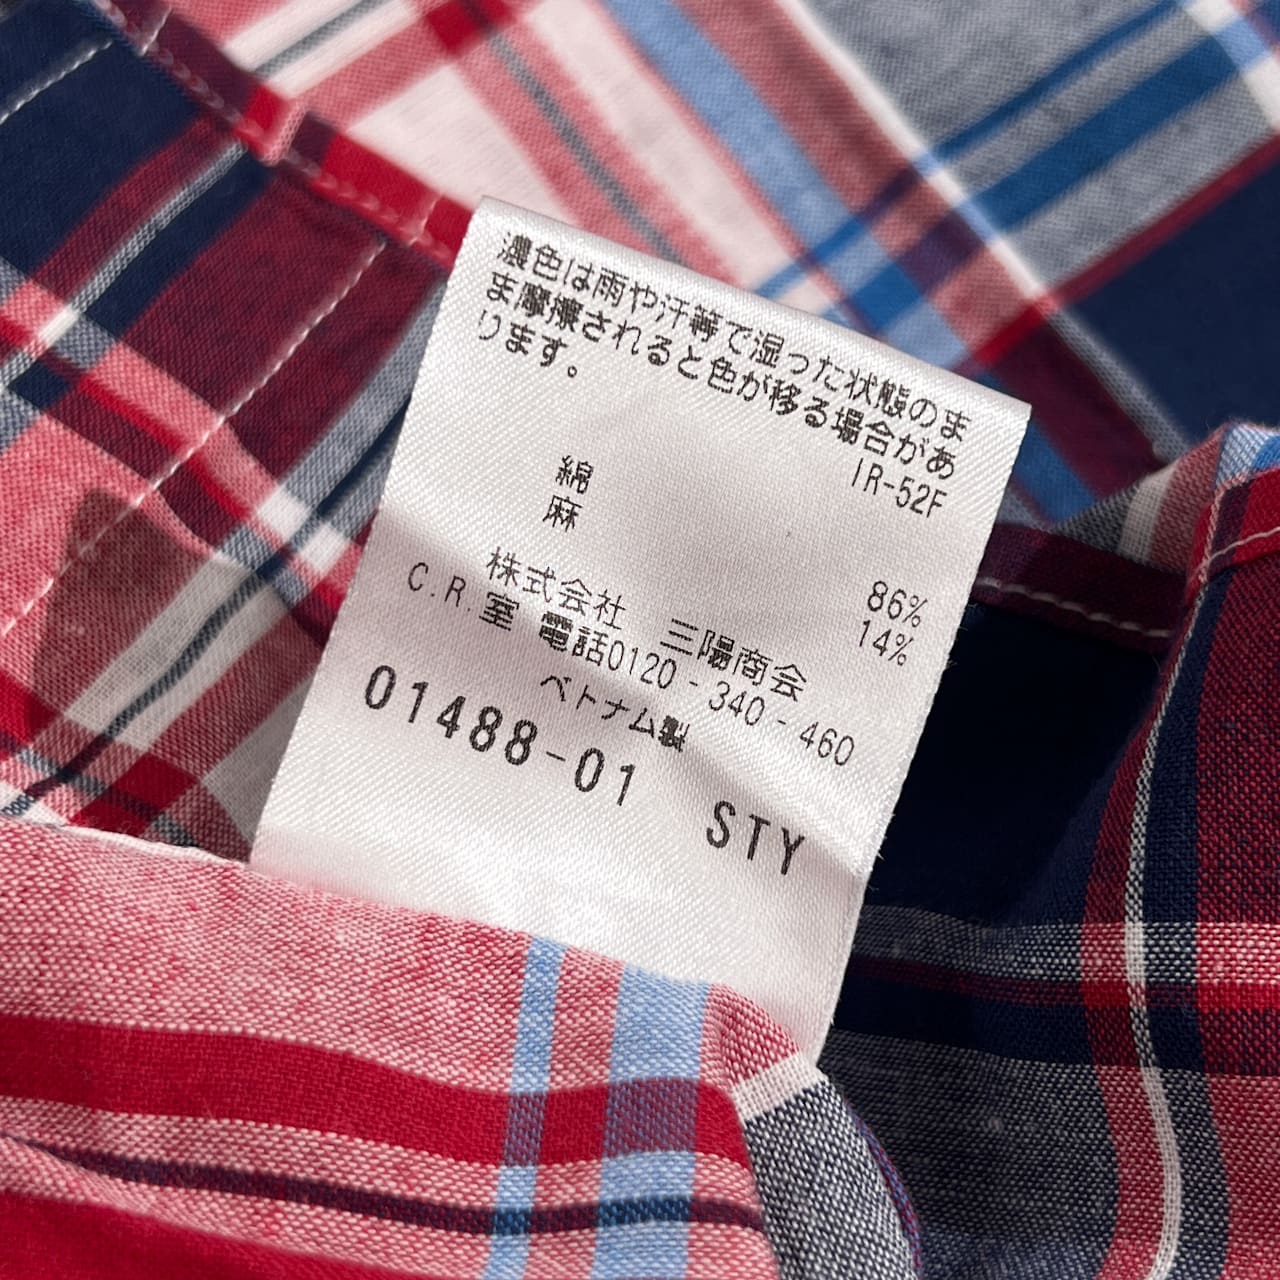 濃色は雨や汗等で湿った状態のま
ま摩擦されると色が移る場合があ
ります。
IR-52F
綿 86%
麻 14%
株式会社 三陽商会
C.R.室 電話0120-340-460
ベトナム製
01488-01 STY